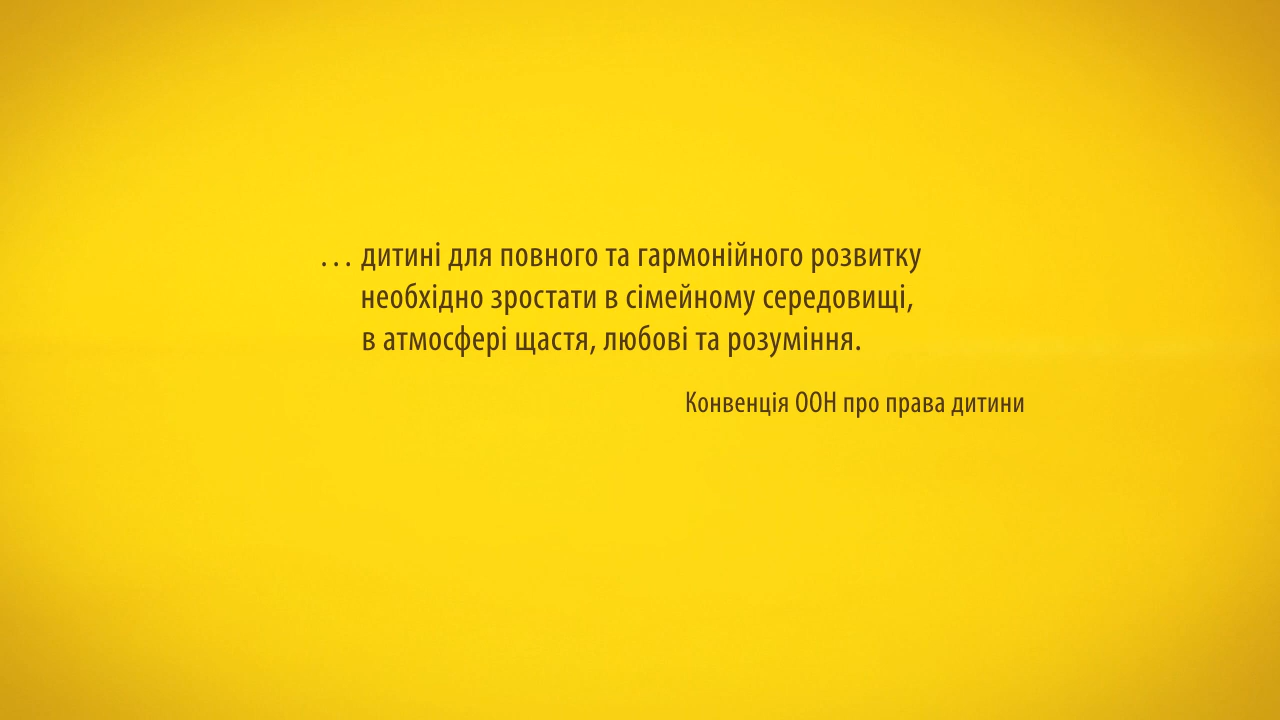 … дитині для повного та гармонійного розвитку
необхідно зростати в сімейному середовищі,
в атмосфері щастя, любові та розуміння.
Конвенція ООН про права дитини